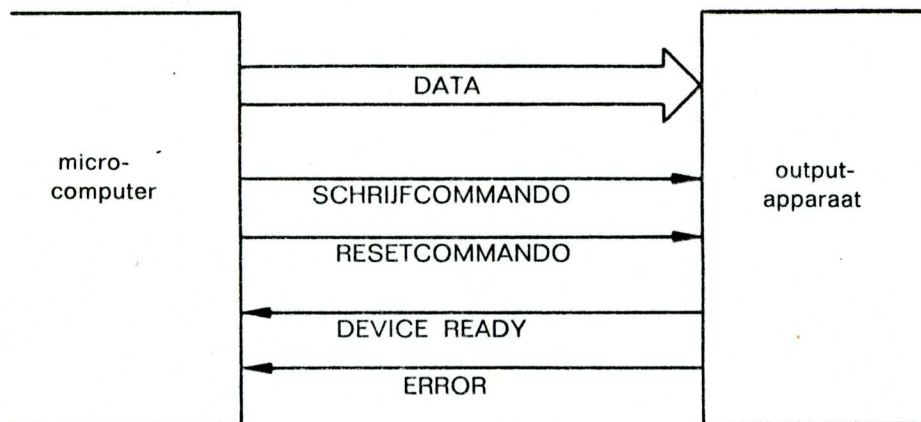 DATA
micro-
computer
SCHRIJFCOMMANDO
output-
apparaat
RESETCOMMANDO
DEVICE READY
ERROR